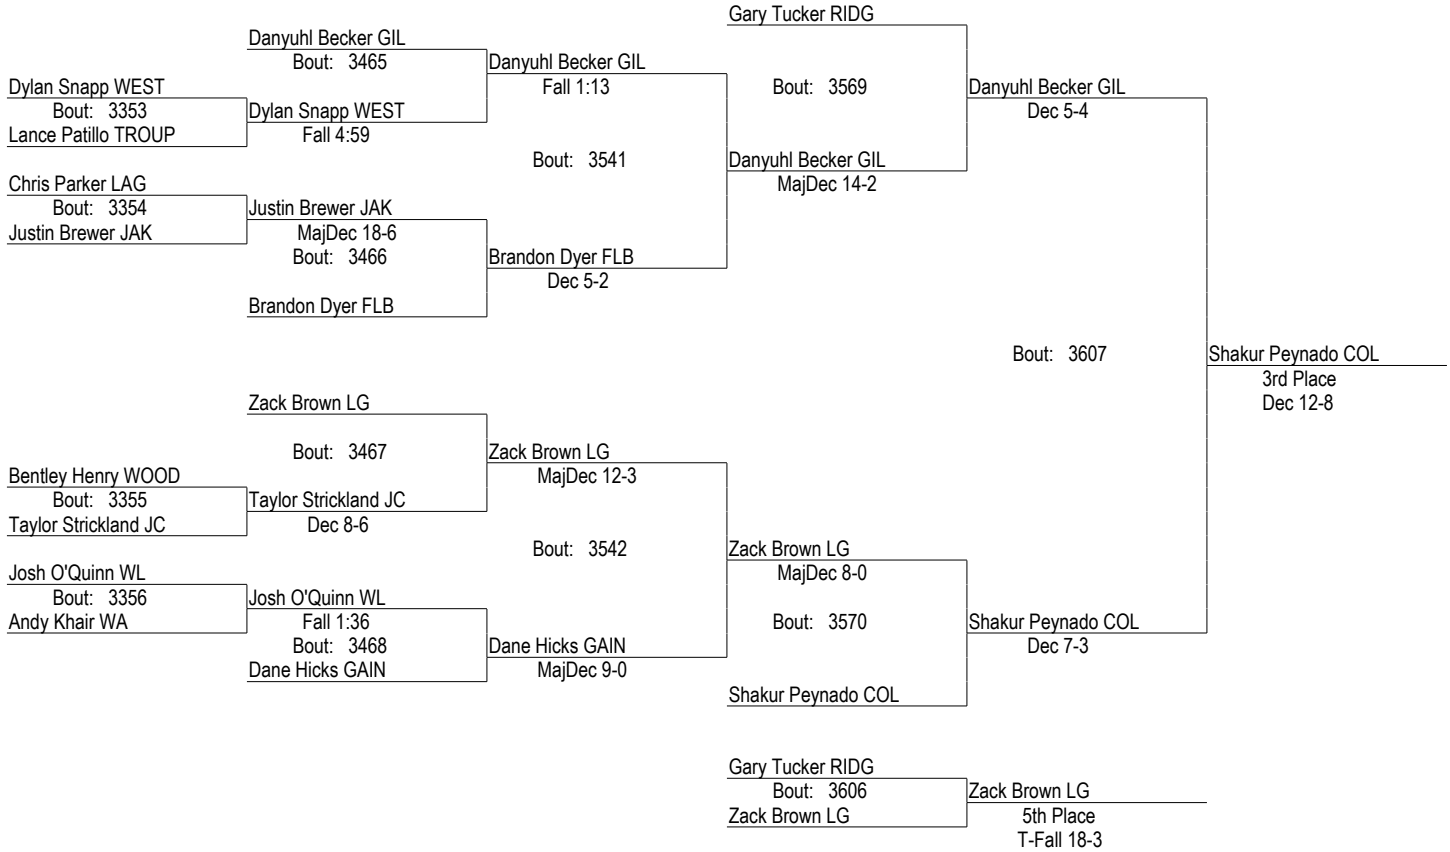 Gary Tucker RIDG
Danyuhl Becker GIL
Bout: 3465
Danyuhl Becker GIL
Fall 1:13
Bout: 3569
Danyuhl Becker GIL
Dec 5-4
Dylan Snapp WEST
Bout: 3353
Lance Patillo TROUP
Dylan Snapp WEST
Fall 4:59
Bout: 3541
Danyuhl Becker GIL
MajDec 14-2
Chris Parker LAG
Bout: 3354
Justin Brewer JAK
Justin Brewer JAK
MajDec 18-6
Bout: 3466
Brandon Dyer FLB
Dec 5-2
Brandon Dyer FLB
Bout: 3607
Shakur Peynado COL
3rd Place
Dec 12-8
Zack Brown LG
Bout: 3467
Zack Brown LG
MajDec 12-3
Bentley Henry WOOD
Bout: 3355
Taylor Strickland JC
Taylor Strickland JC
Dec 8-6
Bout: 3542
Zack Brown LG
MajDec 8-0
Josh O'Quinn WL
Bout: 3356
Andy Khair WA
Josh O'Quinn WL
Fall 1:36
Bout: 3468
Dane Hicks GAIN
Dane Hicks GAIN
MajDec 9-0
Bout: 3570
Shakur Peynado COL
Dec 7-3
Shakur Peynado COL
Gary Tucker RIDG
Bout: 3606
Zack Brown LG
Zack Brown LG
5th Place
T-Fall 18-3